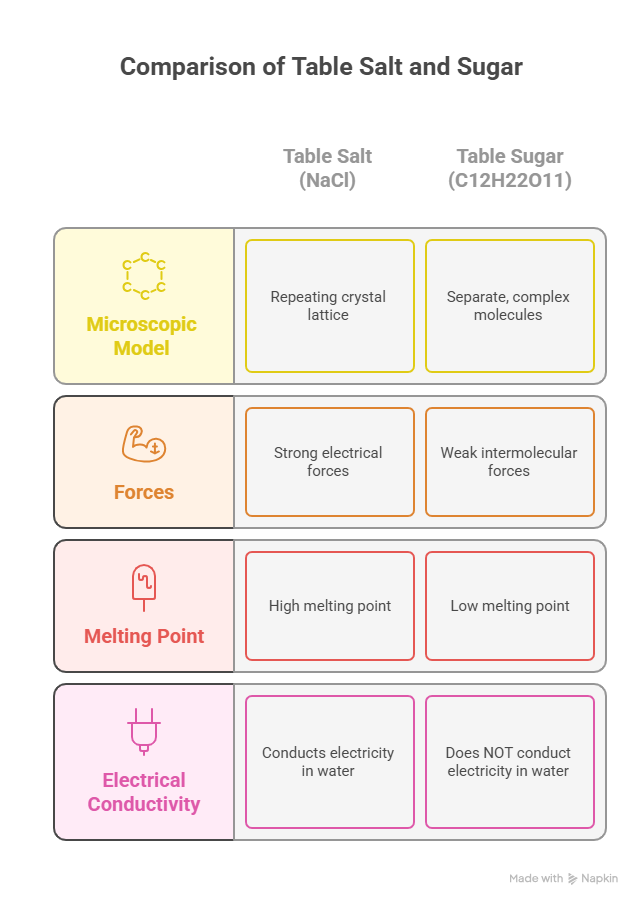 Comparison of Table Salt and Sugar
Table Salt
(NaCl)
Table Sugar
(C12H22O11)
C
C
C
C
C
C
Microscopic
Model
Repeating crystal
lattice
Separate, complex
molecules
Forces
Strong electrical
forces
Weak intermolecular
forces
Melting Point
High melting point
Low melting point
Electrical
Conductivity
Conducts electricity
in water
Does NOT conduct
electricity in water
Made with Napkin